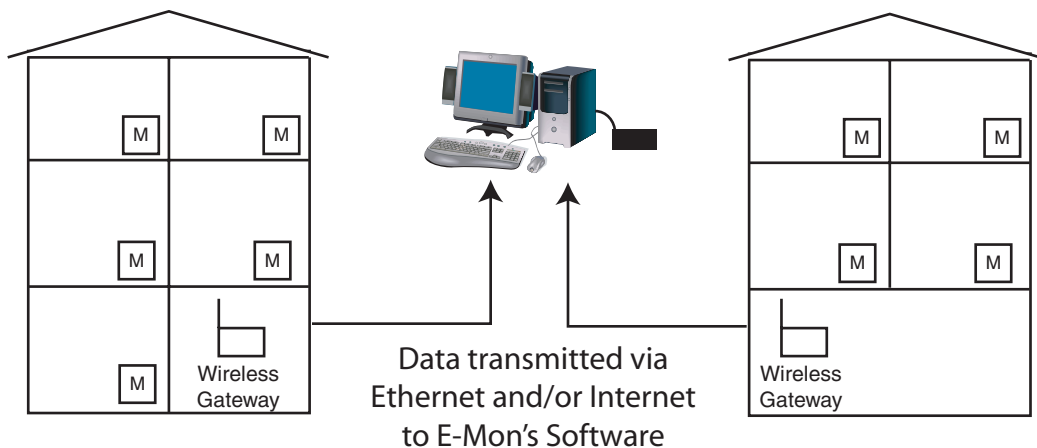 M
M
M
M
M
M
M
M
M
Wireless
Gateway
Data transmitted via
Ethernet and/or Internet
to E-Mon's Software
Wireless
Gateway